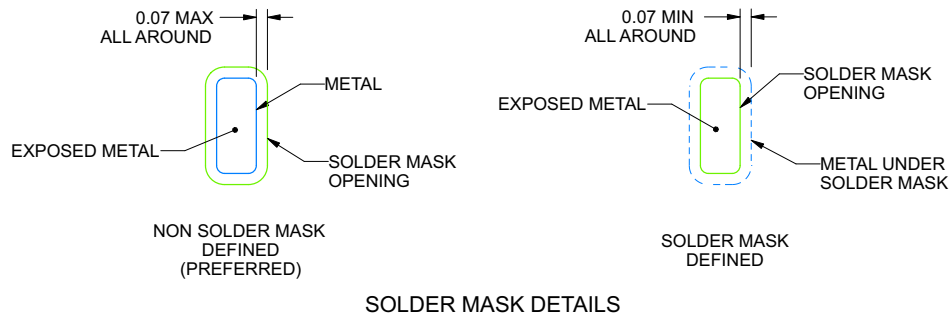 0.07 MAX
ALL AROUND
METAL
EXPOSED METAL
SOLDER MASK
OPENING
NON SOLDER MASK
DEFINED
(PREFERRED)
0.07 MIN
ALL AROUND
SOLDER MASK
OPENING
EXPOSED METAL
METAL UNDER
SOLDER MASK
SOLDER MASK
DEFINED
SOLDER MASK DETAILS